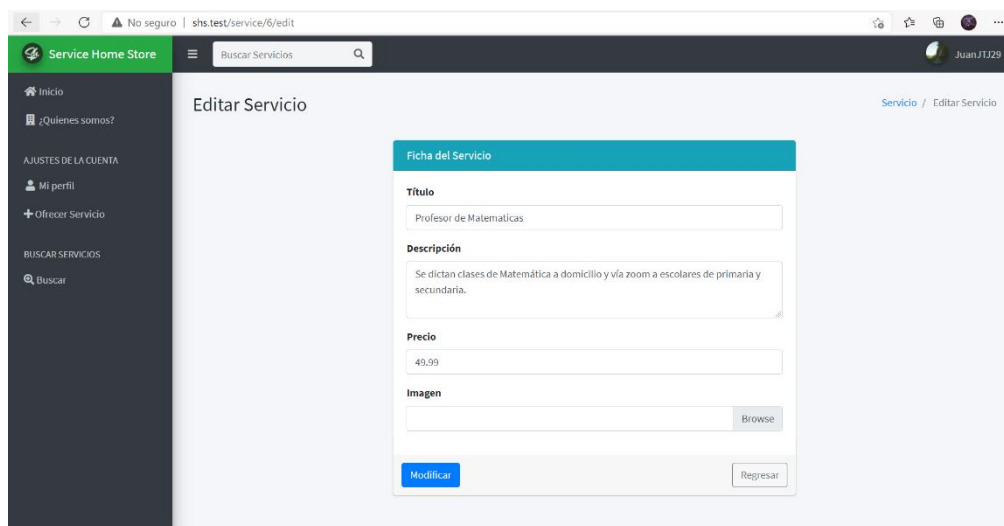 No seguro | shs.test/service/6/edit
Service Home Store
Buscar Servicios
JuanJTJ29
Inicio
¿Quienes somos?
AJUSTES DE LA CUENTA
Mi perfil
Ofrecer Servicio
BUSCAR SERVICIOS
Buscar
Editar Servicio
Servicio / Editar Servicio
Ficha del Servicio
Título
Profesor de Matematicas
Descripción
Se dictan clases de Matemática a domicilio y vía zoom a escolares de primaria y
secundaria.
Precio
49.99
Imagen
Browse
Modificar
Regresar